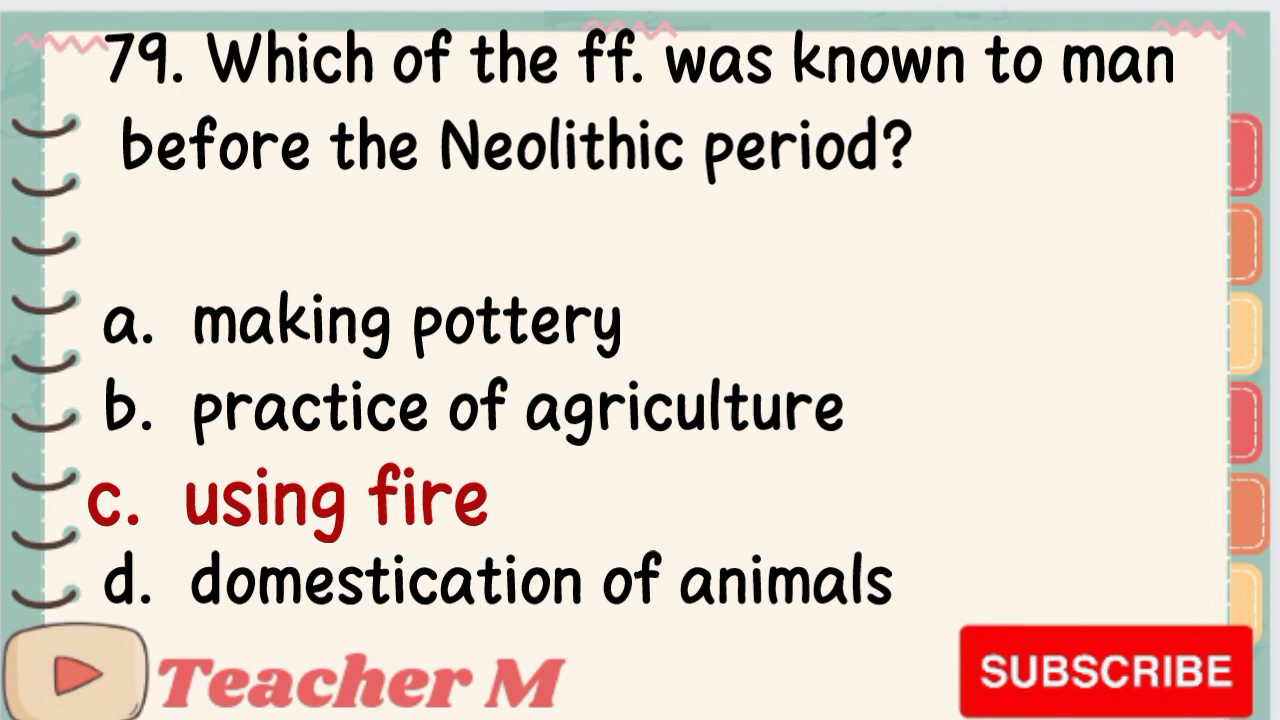 79. Which of the ff. was known to man
before the Neolithic period?
a. making pottery
b. practice of agriculture
c. using fire
d. domestication of animals
Teacher M
SUBSCRIBE